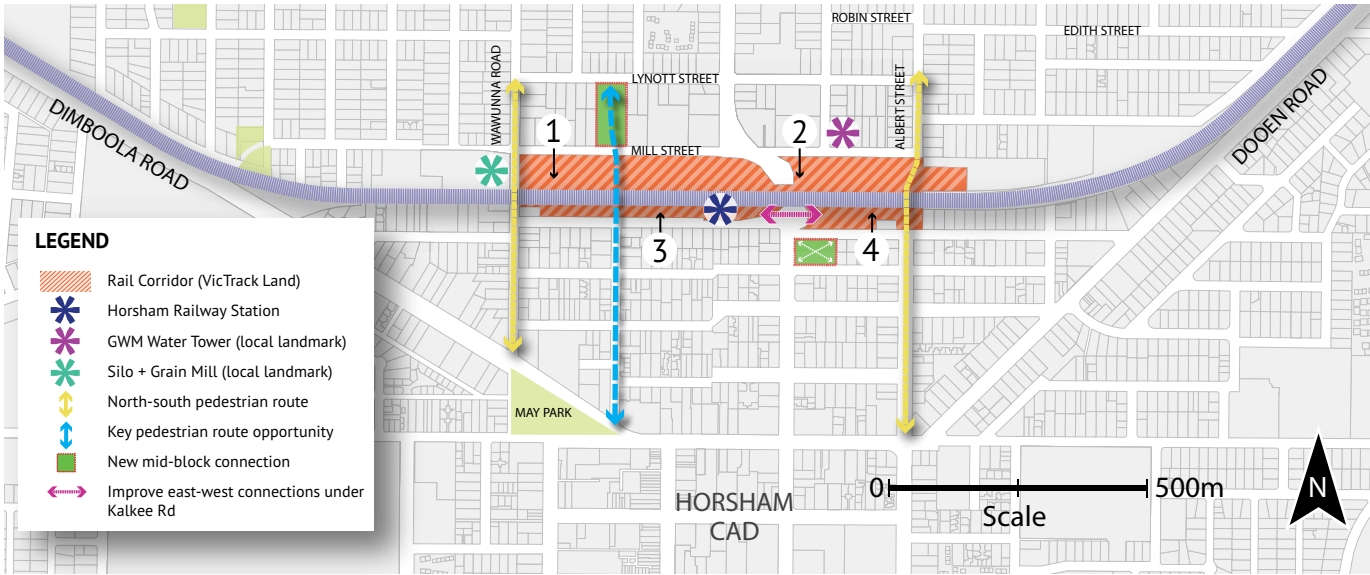 ROBIN STREET
EDITH STREET
WAWUNNA ROAD
LYNOTT STREET
ALBERT STREET
DIMBOOLA ROAD
DOOEN ROAD
1
MILL STREET
2
3
4
LEGEND
Rail Corridor (VicTrack Land)
Horsham Railway Station
GWM Water Tower (local landmark)
Silo + Grain Mill (local landmark)
North-south pedestrian route
Key pedestrian route opportunity
New mid-block connection
Improve east-west connections under
Kalkee Rd
MAY PARK
HORSHAM
CAD
0
500m
Scale
N